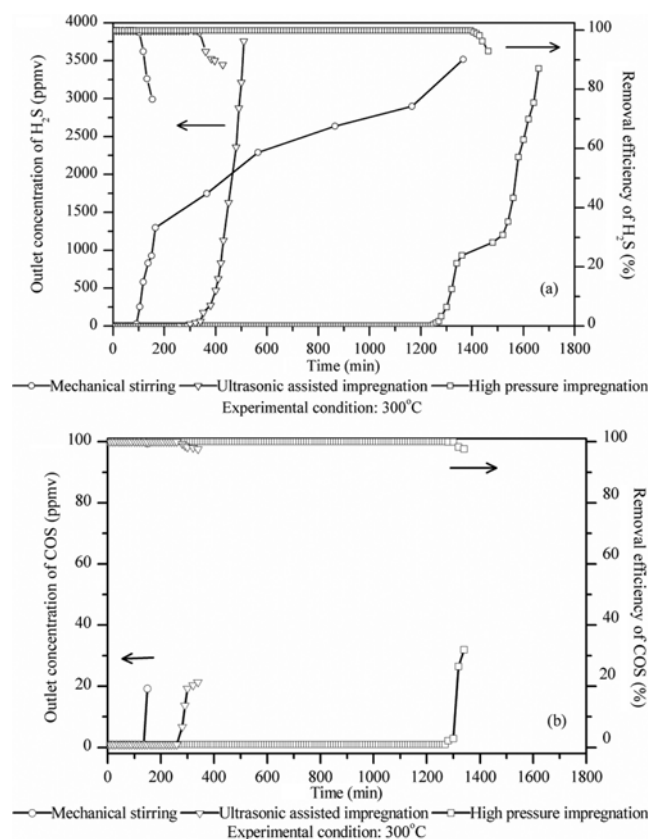 4000
3500
3000
2500
2000
1500
1000
500
0
Outlet concentration of H2S (ppmv)
100
80
60
40
20
0
Removal efficiency of H2S (%)
(a)
0 200 400 600 800 1000 1200 1400 1600 1800
Time (min)
Mechanical stirring Ultrasonic assisted impregnation High pressure impregnation
Experimental condition: 300°C
100
80
60
40
20
0
Outlet concentration of COS (ppmv)
100
80
60
40
20
0
Removal efficiency of COS (%)
(b)
0 200 400 600 800 1000 1200 1400 1600 1800
Time (min)
Mechanical stirring Ultrasonic assisted impregnation High pressure impregnation
Experimental condition: 300°C